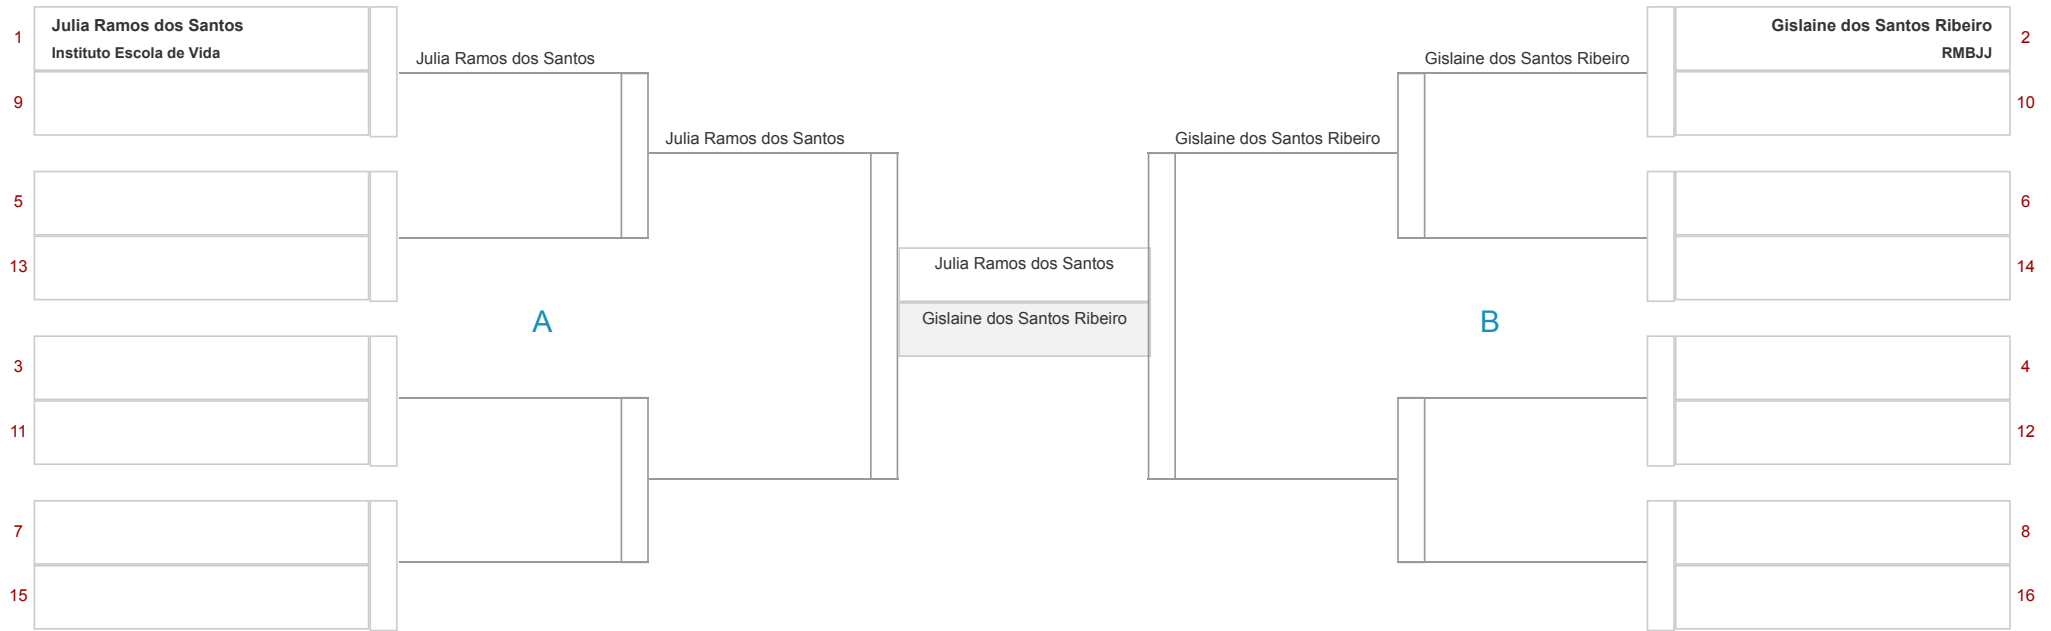 1
Julia Ramos dos Santos
Instituto Escola de Vida
9
5
13
3
11
7
15
Julia Ramos dos Santos
Julia Ramos dos Santos
A
Julia Ramos dos Santos
Gislaine dos Santos Ribeiro
Gislaine dos Santos Ribeiro
Gislaine dos Santos Ribeiro
B
Gislaine dos Santos Ribeiro
RMBJJ
2
10
6
14
4
12
8
16